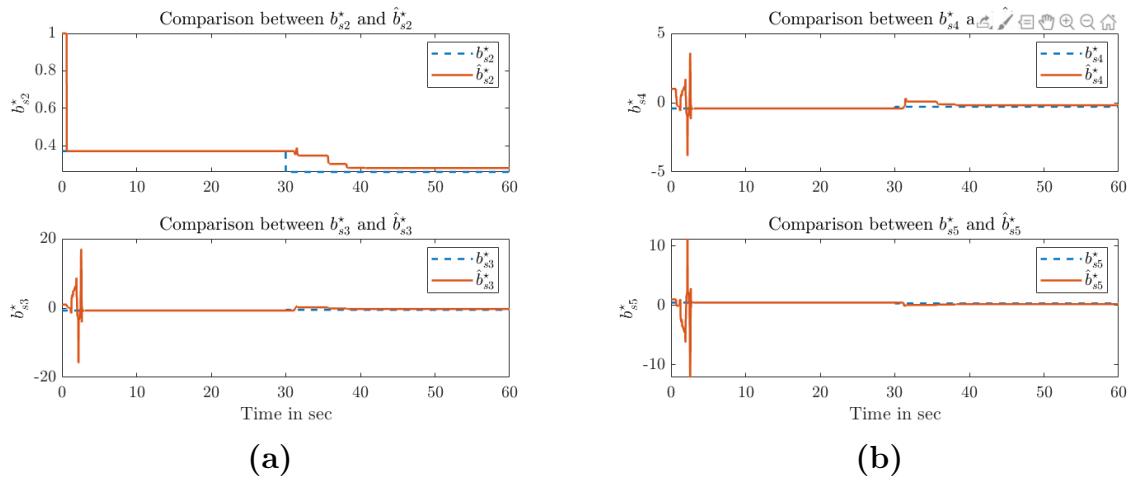 Comparison between b*s2 and b̂*s2
1
0.8
0.6
0.4
b*s2
0 10 20 30 40 50 60
b*s2
b̂*s2
Comparison between b*s3 and b̂*s3
20
0
-20
b*s3
0 10 20 30 40 50 60
b*s3
b̂*s3
Time in sec
(a)
Comparison between b*s4 a
5
0
-5
b*s4
0 10 20 30 40 50 60
b*s4
b̂*s4
Comparison between b*s5 and b̂*s5
10
0
-10
b*s5
0 10 20 30 40 50 60
b*s5
b̂*s5
Time in sec
(b)